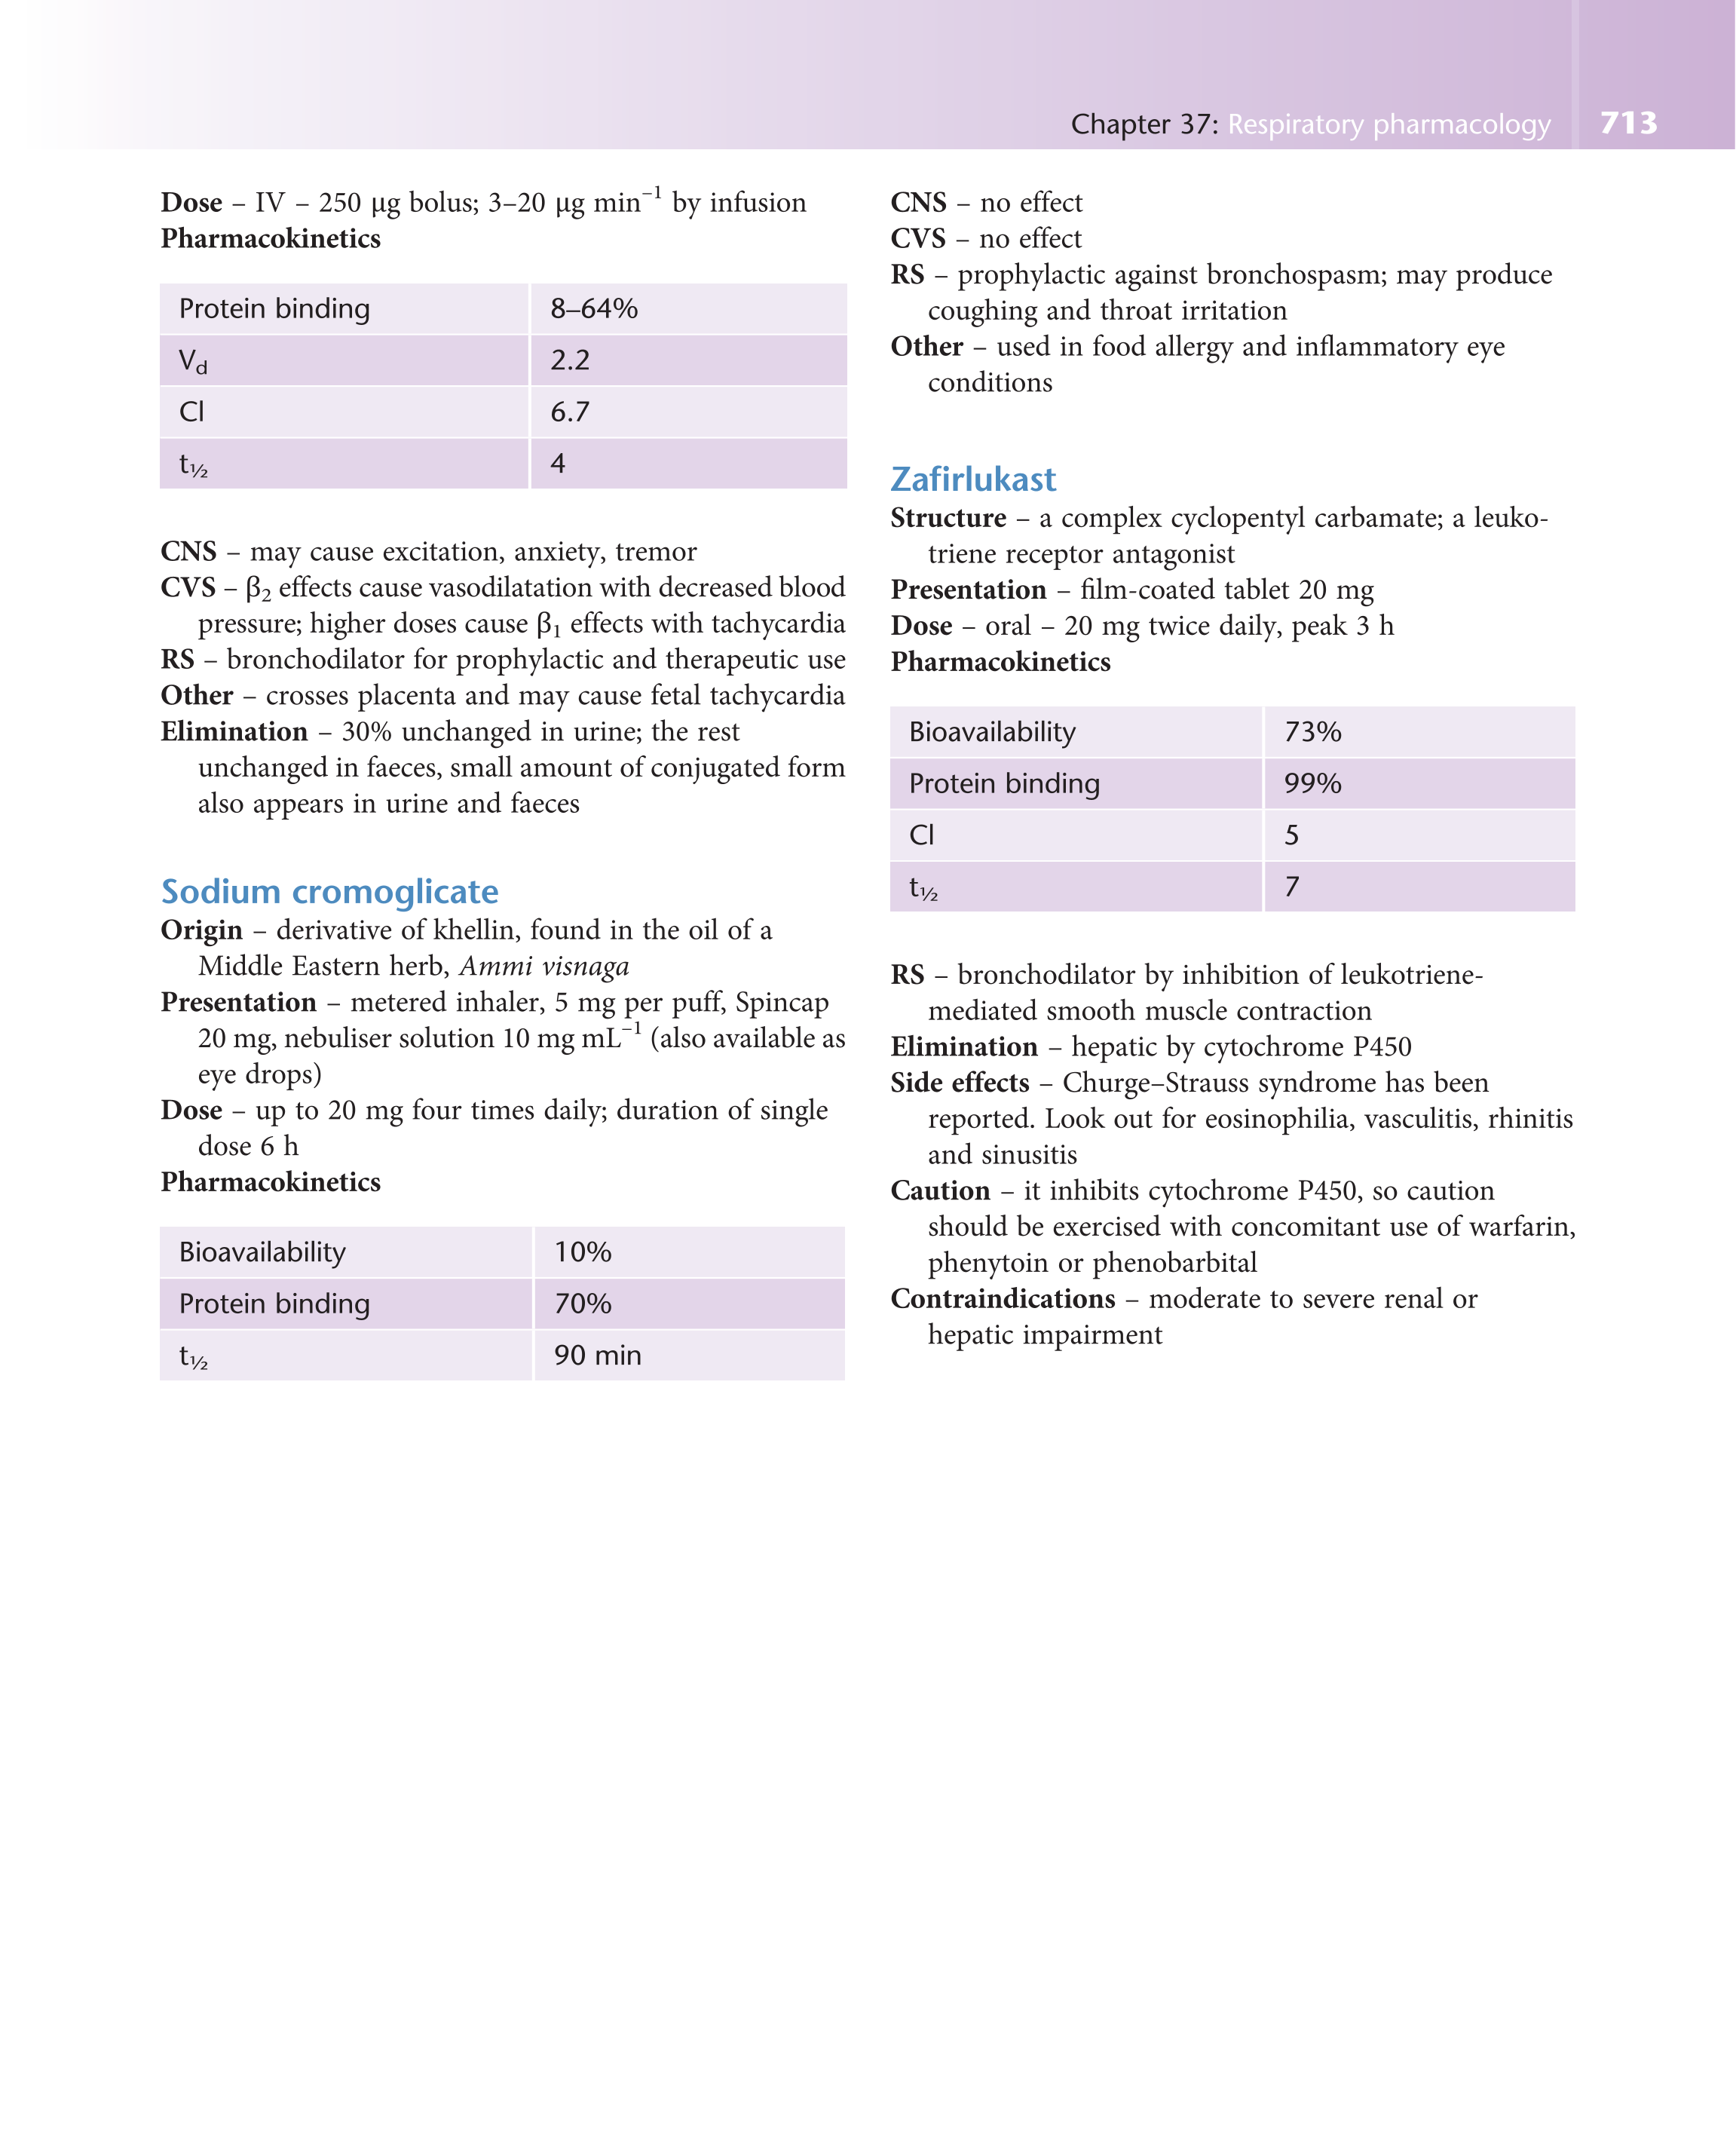 Chapter 37: Respiratory pharmacology 713
Dose – IV – 250 µg bolus; 3–20 µg min⁻¹ by infusion
Pharmacokinetics
Protein binding 8–64%
Vd 2.2
Cl 6.7
t½ 4
CNS – may cause excitation, anxiety, tremor
CVS – β₂ effects cause vasodilatation with decreased blood
pressure; higher doses cause β₁ effects with tachycardia
RS – bronchodilator for prophylactic and therapeutic use
Other – crosses placenta and may cause fetal tachycardia
Elimination – 30% unchanged in urine; the rest
unchanged in faeces, small amount of conjugated form
also appears in urine and faeces
Sodium cromoglicate
Origin – derivative of khellin, found in the oil of a
Middle Eastern herb, Ammi visnaga
Presentation – metered inhaler, 5 mg per puff, Spincap
20 mg, nebuliser solution 10 mg mL⁻¹ (also available as
eye drops)
Dose – up to 20 mg four times daily; duration of single
dose 6 h
Pharmacokinetics
Bioavailability 10%
Protein binding 70%
t½ 90 min
CNS – no effect
CVS – no effect
RS – prophylactic against bronchospasm; may produce
coughing and throat irritation
Other – used in food allergy and inflammatory eye
conditions
Zafirlukast
Structure – a complex cyclopentyl carbamate; a leuko-
triene receptor antagonist
Presentation – film-coated tablet 20 mg
Dose – oral – 20 mg twice daily, peak 3 h
Pharmacokinetics
Bioavailability 73%
Protein binding 99%
Cl 5
t½ 7
RS – bronchodilator by inhibition of leukotriene-
mediated smooth muscle contraction
Elimination – hepatic by cytochrome P450
Side effects – Churge–Strauss syndrome has been
reported. Look out for eosinophilia, vasculitis, rhinitis
and sinusitis
Caution – it inhibits cytochrome P450, so caution
should be exercised with concomitant use of warfarin,
phenytoin or phenobarbital
Contraindications – moderate to severe renal or
hepatic impairment